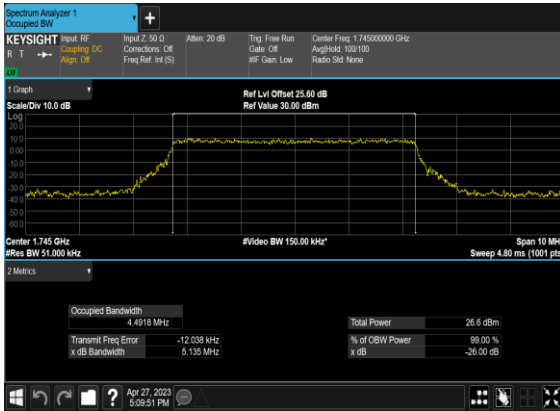 Spectrum Analyzer 1
Occupied BW
KEYSIGHT Input: RF Input Z: 50 Ω Atten: 20 dB Trig: Free Run Center Freq: 1.745000000 GHz
R T Coupling: DC Corrections: Off Gate: Off Avg|Hold: 100/100
Align: Off Freq Ref: Int (S) #IF Gain: Low Radio Std: None
1 Graph
Ref Lvl Offset 25.60 dB
Scale/Div 10.0 dB Ref Value 30.00 dBm
Log
20.0
10.0
0.00
-10.0
-20.0
-30.0
-40.0
-50.0
-60.0
Center 1.745 GHz #Video BW 150.00 kHz* Span 10 MH
#Res BW 51.000 kHz Sweep 4.80 ms (1001 pts
2 Metrics
Occupied Bandwidth
4.4918 MHz Total Power 26.6 dBm
Transmit Freq Error -12.038 kHz % of OBW Power 99.00 %
x dB Bandwidth 5.135 MHz x dB -26.00 dB
? Apr 27, 2023
5:09:51 PM